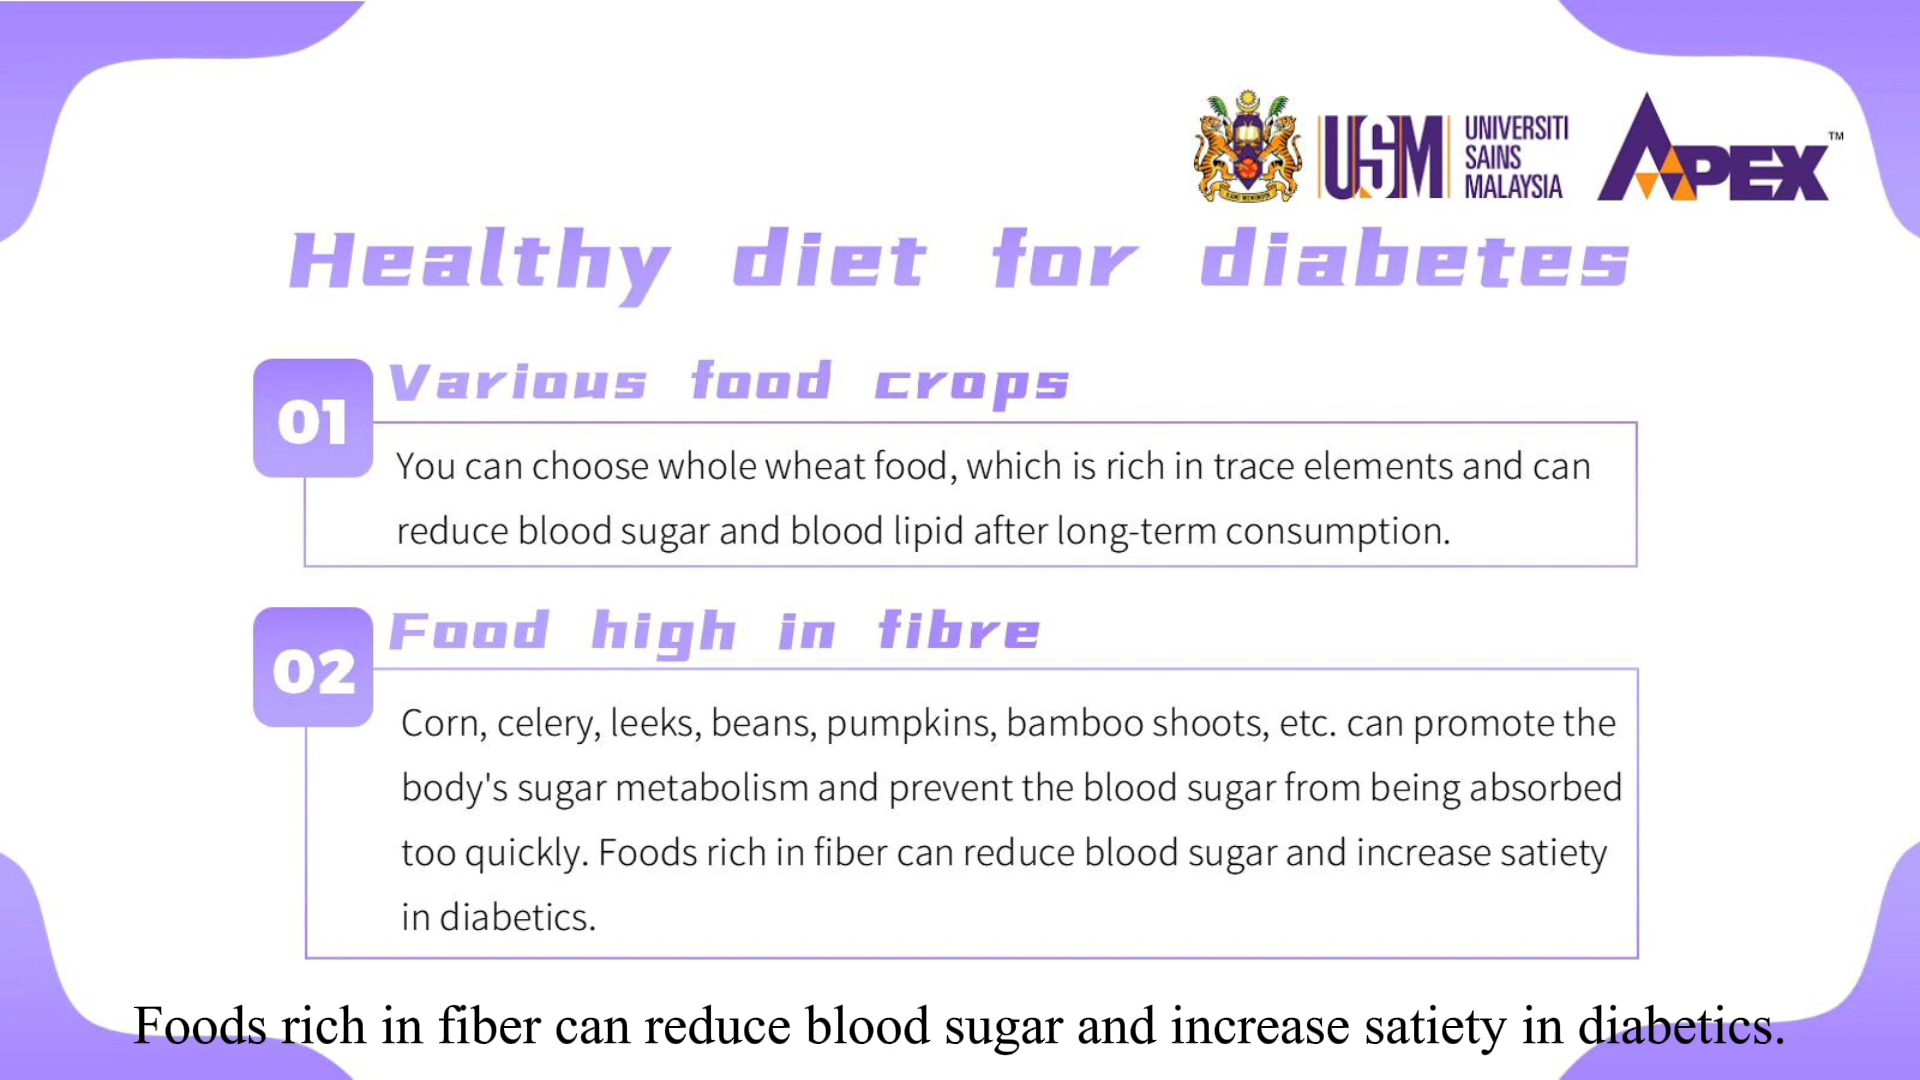 USM
UNIVERSITI
SAINS
MALAYSIA
APEX™
Healthy diet for diabetes
01
Various food crops
You can choose whole wheat food, which is rich in trace elements and can
reduce blood sugar and blood lipid after long-term consumption.
02
Food high in fibre
Corn, celery, leeks, beans, pumpkins, bamboo shoots, etc. can promote the
body's sugar metabolism and prevent the blood sugar from being absorbed
too quickly. Foods rich in fiber can reduce blood sugar and increase satiety
in diabetics.
Foods rich in fiber can reduce blood sugar and increase satiety in diabetics.